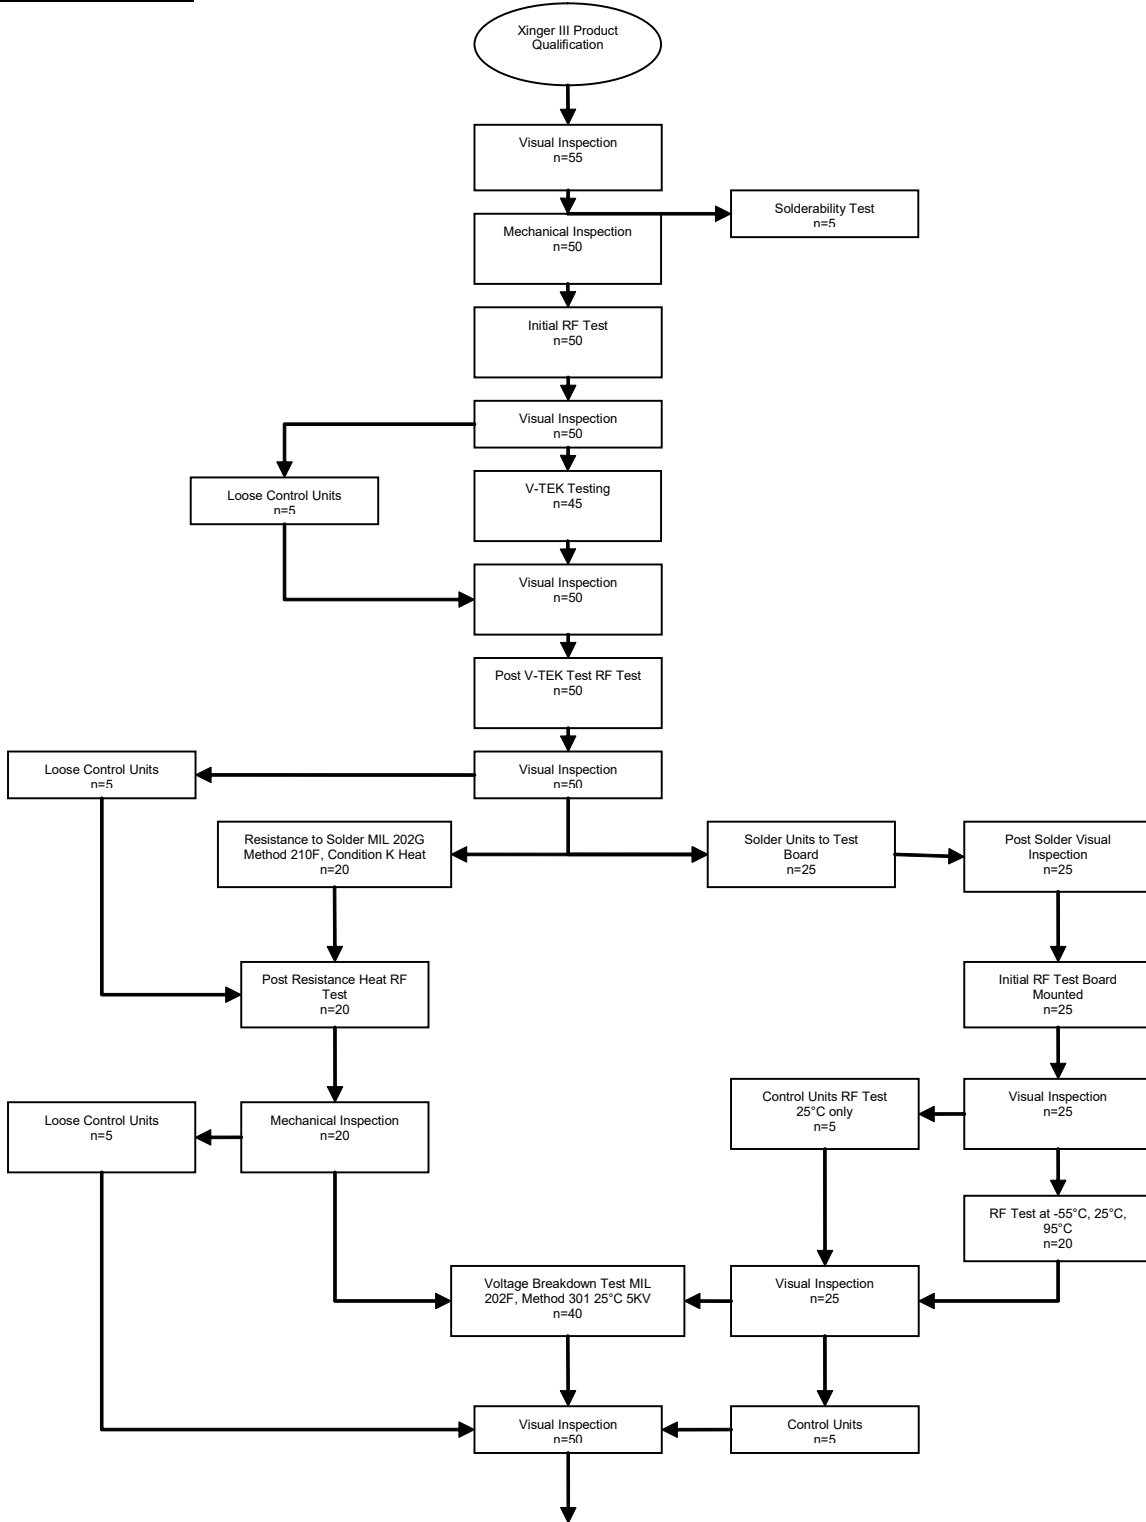 Xinger III Product
Qualification
Visual Inspection
n=55
Solderability Test
n=5
Mechanical Inspection
n=50
Initial RF Test
n=50
Visual Inspection
n=50
Loose Control Units
n=5
V-TEK Testing
n=45
Visual Inspection
n=50
Post V-TEK Test RF Test
n=50
Loose Control Units
n=5
Visual Inspection
n=50
Resistance to Solder MIL 202G
Method 210F, Condition K Heat
n=20
Solder Units to Test
Board
n=25
Post Solder Visual
Inspection
n=25
Post Resistance Heat RF
Test
n=20
Initial RF Test Board
Mounted
n=25
Loose Control Units
n=5
Mechanical Inspection
n=20
Control Units RF Test
25°C only
n=5
Visual Inspection
n=25
RF Test at -55°C, 25°C,
95°C
n=20
Voltage Breakdown Test MIL
202F, Method 301 25°C 5KV
n=40
Visual Inspection
n=25
Visual Inspection
n=50
Control Units
n=5